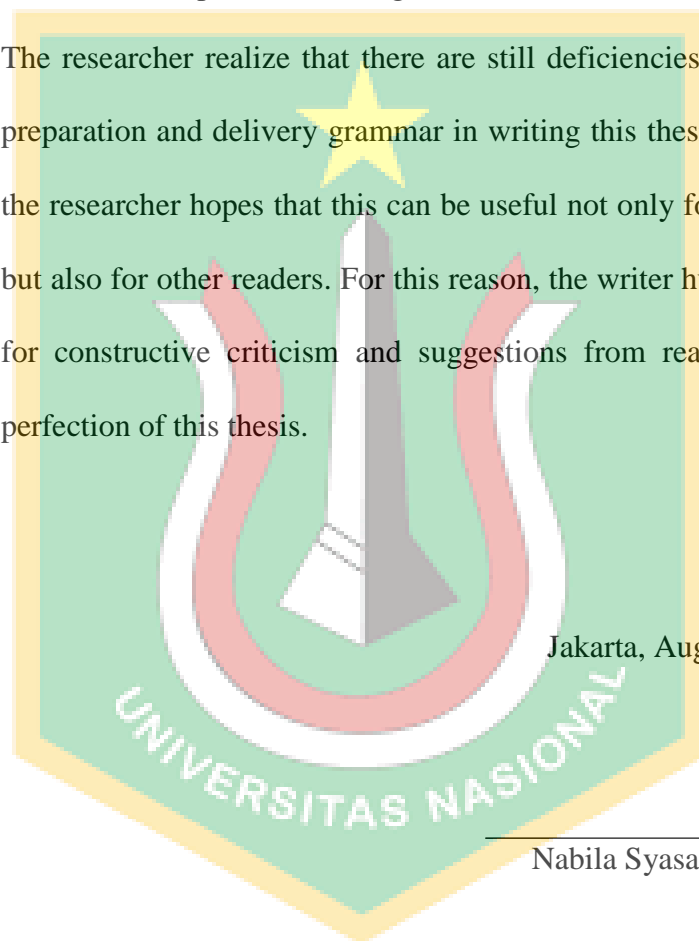 The researcher realize that there are still deficiencies
preparation and delivery grammar in writing this thes
the researcher hopes that this can be useful not only fo
but also for other readers. For this reason, the writer h
for constructive criticism and suggestions from rea
perfection of this thesis.
Jakarta, Aug
UNIVERSITAS NASIONAL
Nabila Syasa